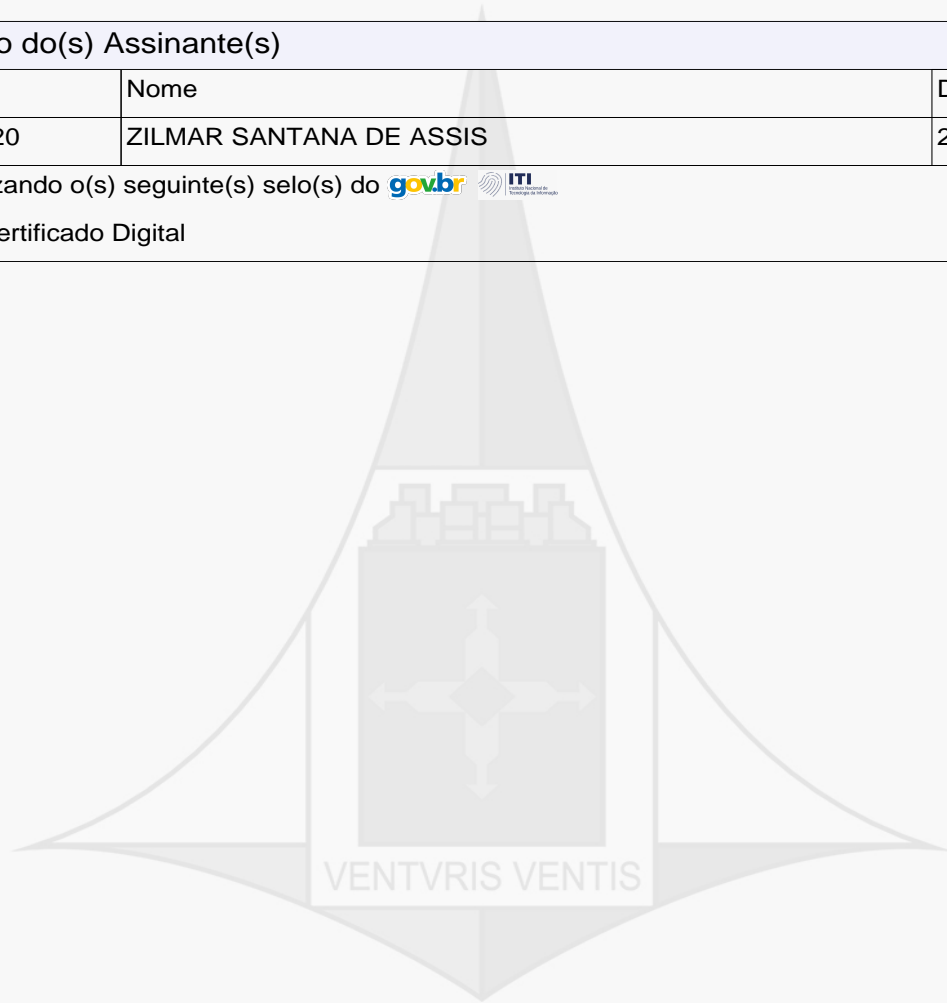 o do(s) Assinante(s)
Nome D
20 ZILMAR SANTANA DE ASSIS 2
zando o(s) seguinte(s) selo(s) do gov.br ITI
ertificado Digital
VENTVRIS VENTIS